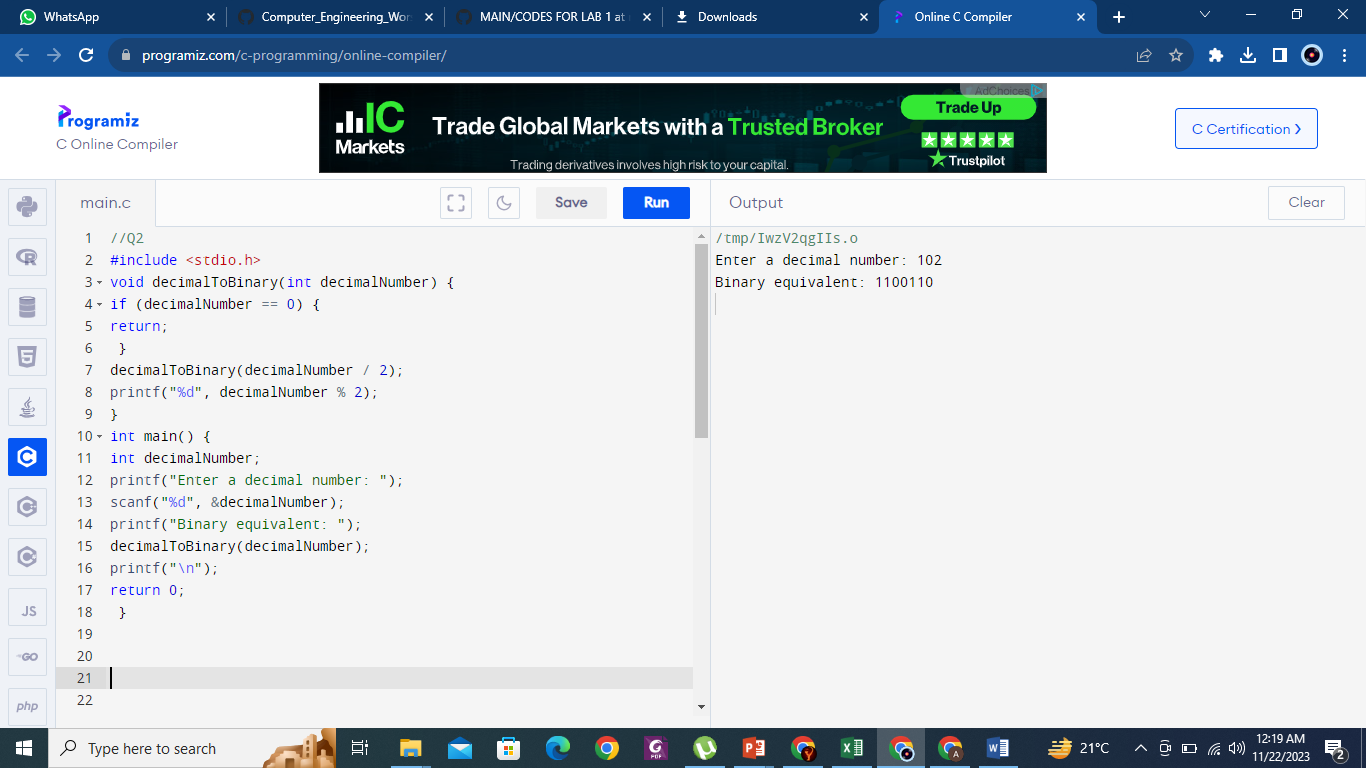 WhatsApp
Computer_Engineering_Wor
MAIN/CODES FOR LAB 1 at
Downloads
Online C Compiler
programiz.com/c-programming/online-compiler/
Programiz
C Online Compiler
IC Markets
Trade Global Markets with a Trusted Broker
Trading derivatives involves high risk to your capital.
AdChoices
Trade Up
Trustpilot
C Certification
main.c
Save
Run
Output
Clear
1 //Q2
2 #include <stdio.h>
3 void decimalToBinary(int decimalNumber) {
4 if (decimalNumber == 0) {
5 return;
6 }
7 decimalToBinary(decimalNumber / 2);
8 printf("%d", decimalNumber % 2);
9 }
10 int main() {
11 int decimalNumber;
12 printf("Enter a decimal number: ");
13 scanf("%d", &decimalNumber);
14 printf("Binary equivalent: ");
15 decimalToBinary(decimalNumber);
16 printf("\n");
17 return 0;
18 }
19
20
21
22
/tmp/IwzV2qgIIs.o
Enter a decimal number: 102
Binary equivalent: 1100110
R
JS
GO
php
Type here to search
21°C
12:19 AM
11/22/2023
2